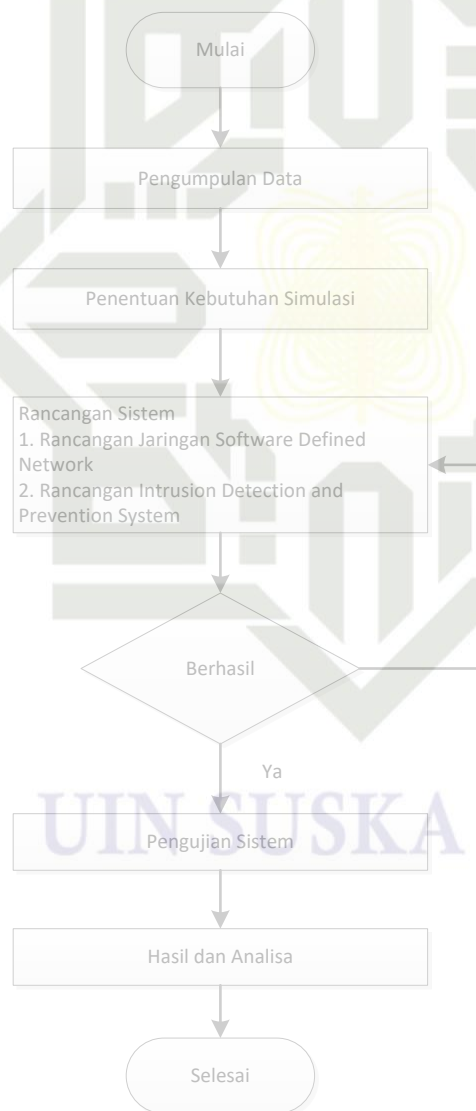 Mulai
Pengumpulan Data
Penentuan Kebutuhan Simulasi
Rancangan Sistem
1. Rancangan Jaringan Software Defined
Network
2. Rancangan Intrusion Detection and
Prevention System
Berhasil
Ya
UIN SUSKA
Pengujian Sistem
Hasil dan Analisa
Selesai